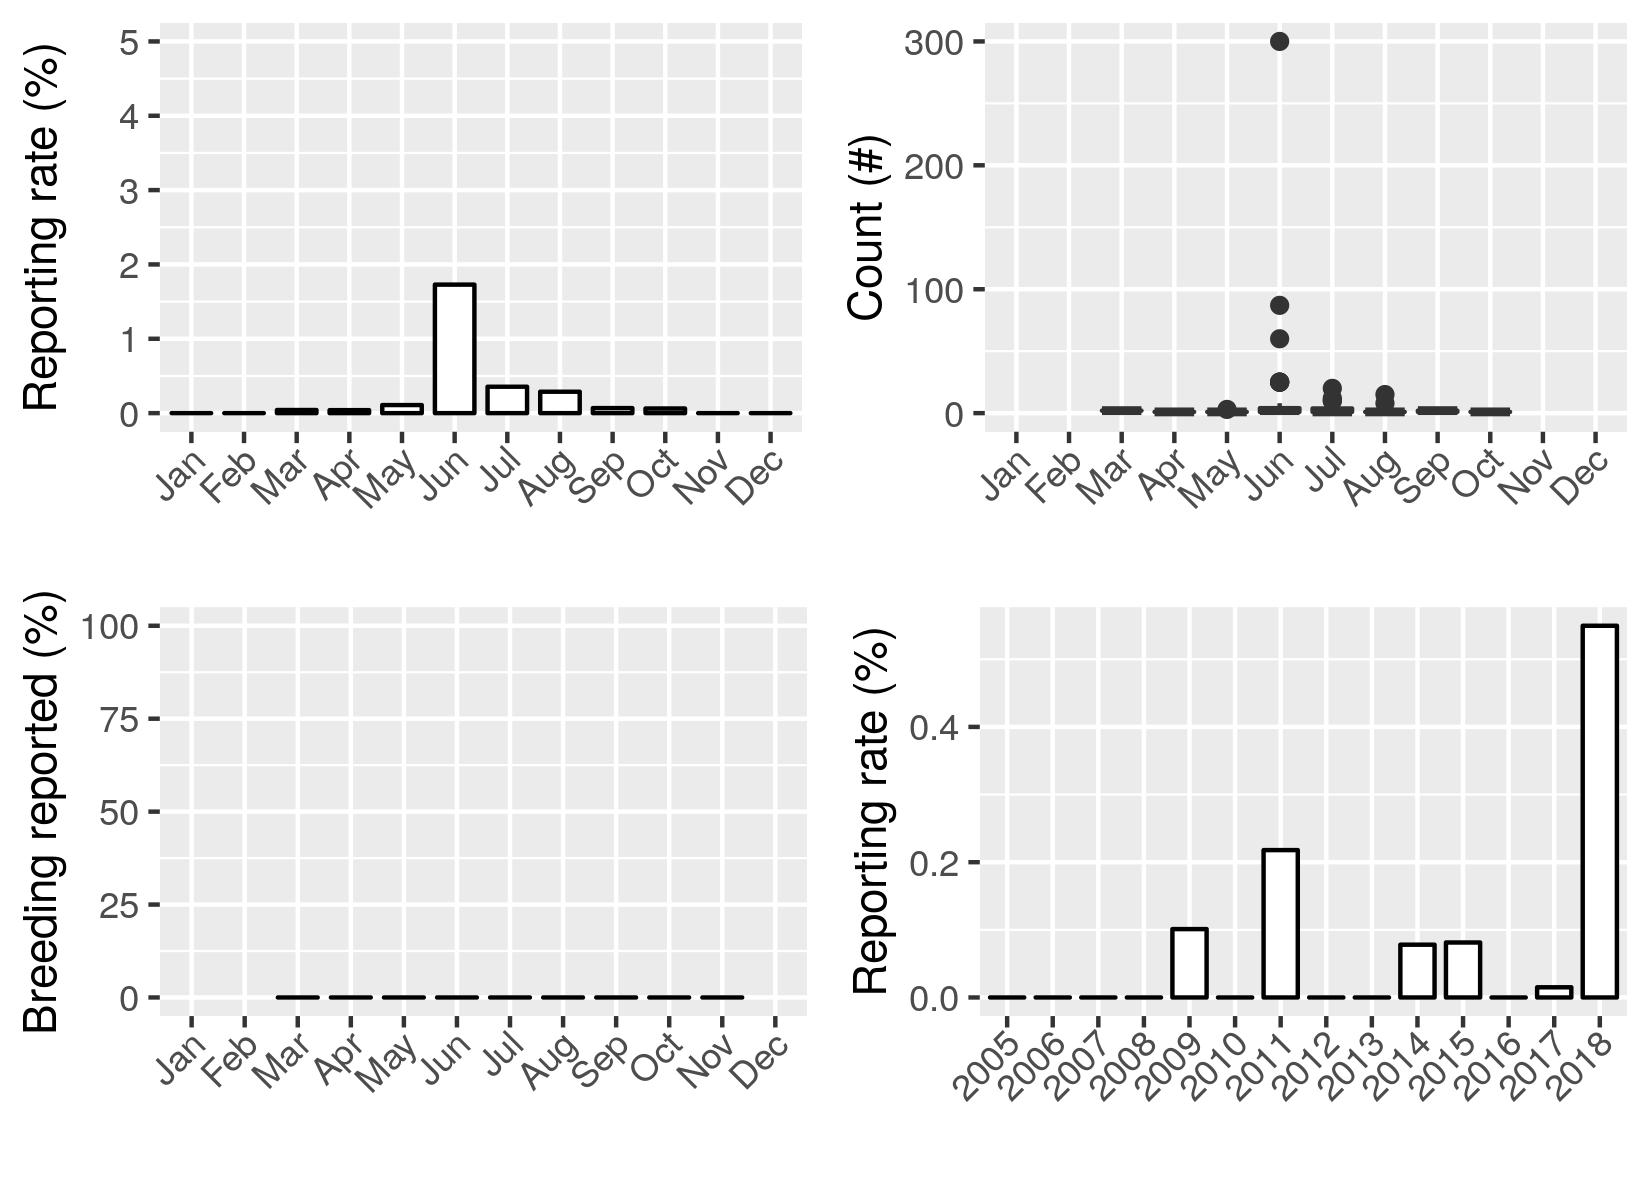 Reporting rate (%)
5
4
3
2
1
0
Jan Feb Mar Apr May Jun Jul Aug Sep Oct Nov Dec
Count (#)
300
200
100
0
Jan Feb Mar Apr May Jun Jul Aug Sep Oct Nov Dec
Breeding reported (%)
100
75
50
25
0
Jan Feb Mar Apr May Jun Jul Aug Sep Oct Nov Dec
Reporting rate (%)
0.4
0.2
0.0
2005 2006 2007 2008 2009 2010 2011 2012 2013 2014 2015 2016 2017 2018